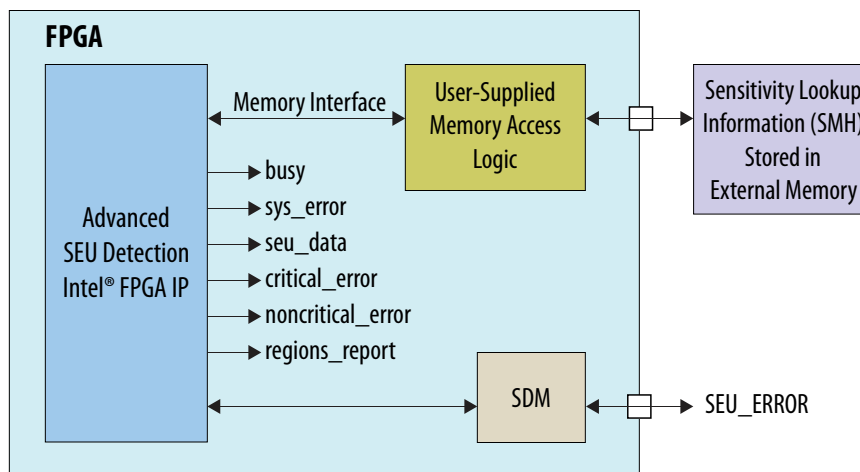 FPGA
Advanced
SEU Detection
Intel® FPGA IP
Memory Interface
User-Supplied
Memory Access
Logic
Sensitivity Lookup
Information (SMH)
Stored in
External Memory
busy
sys_error
seu_data
critical_error
noncritical_error
regions_report
SDM
SEU_ERROR